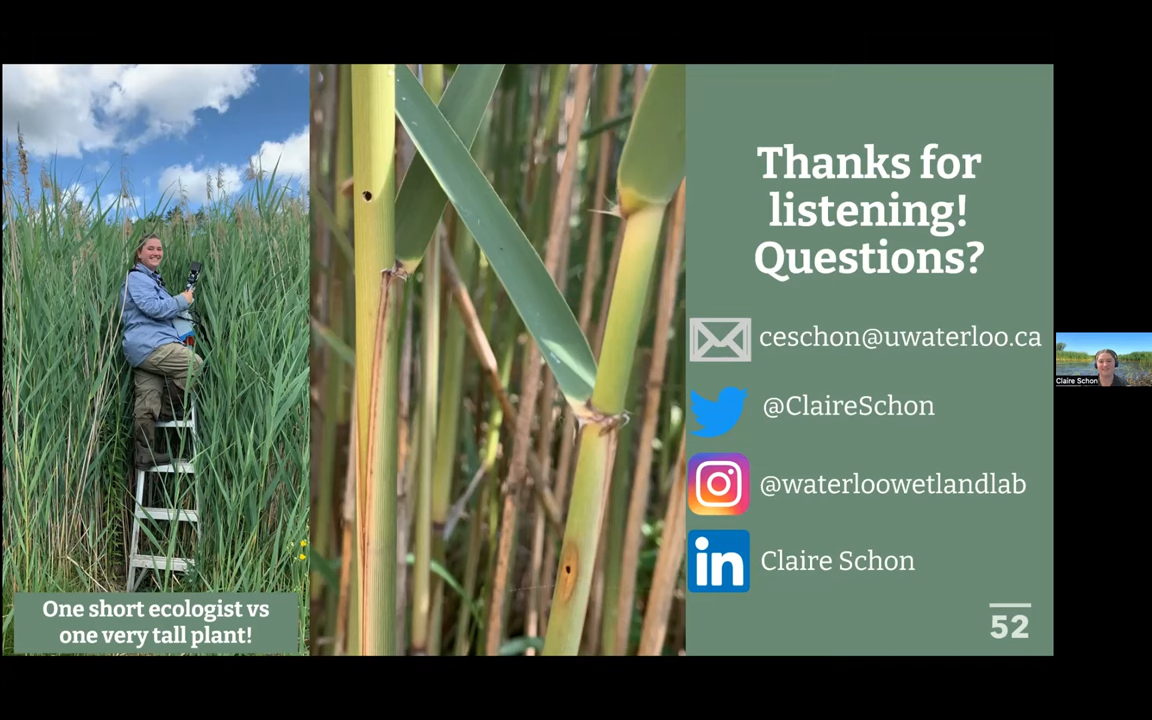 Thanks for
listening!
Questions?
ceschon@uwaterloo.ca
@ClaireSchon
@waterloowetlandlab
in Claire Schon
One short ecologist vs
one very tall plant!
52
Claire Schon